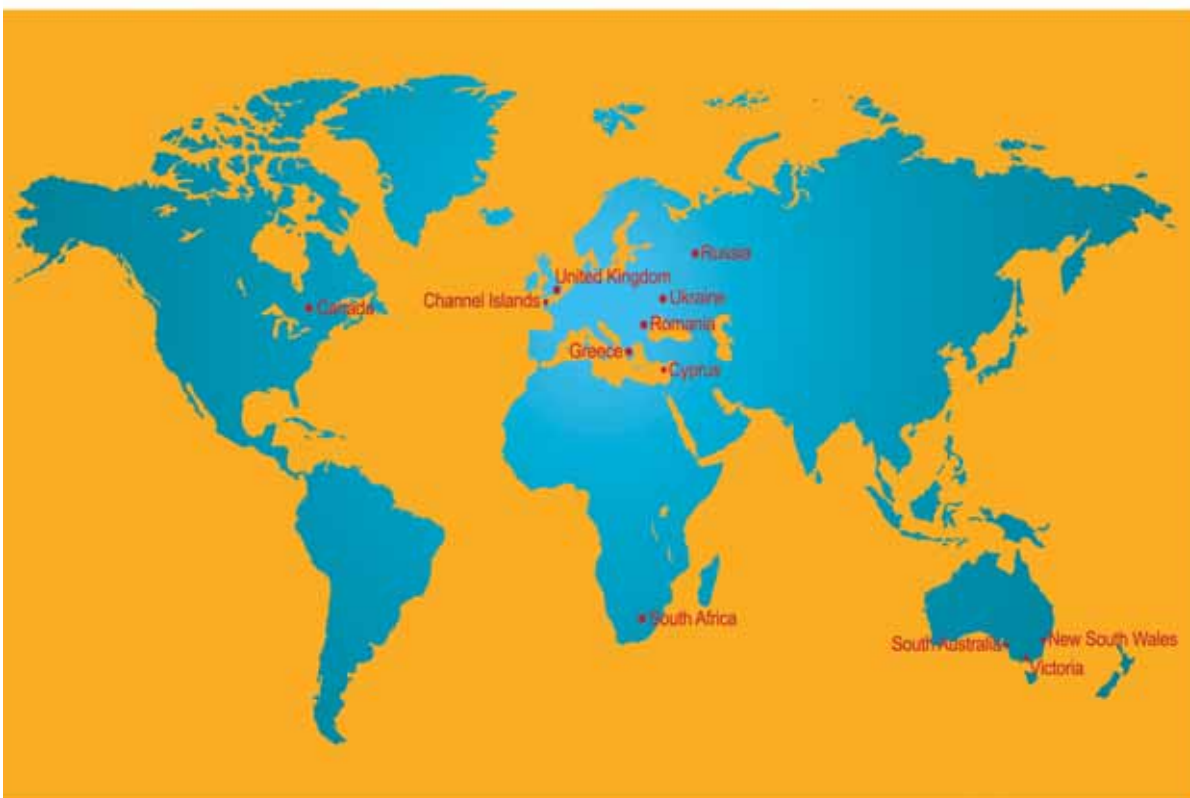 Russia
United Kingdom
Channel Islands
Ukraine
Canada
Romania
Greece
Cyprus
South Africa
New South Wales
South Australia
Victoria